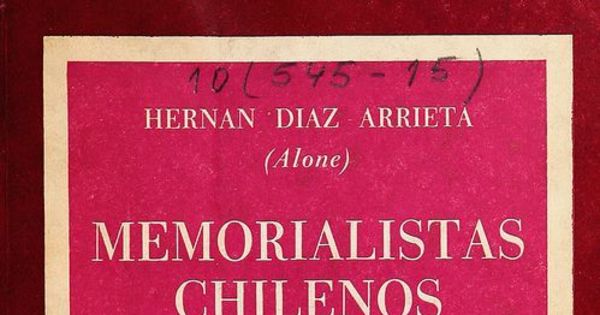 10 (545-15)
HERNAN DIAZ ARRIETA
(Alone)
MEMORIALISTAS
CHILENOS